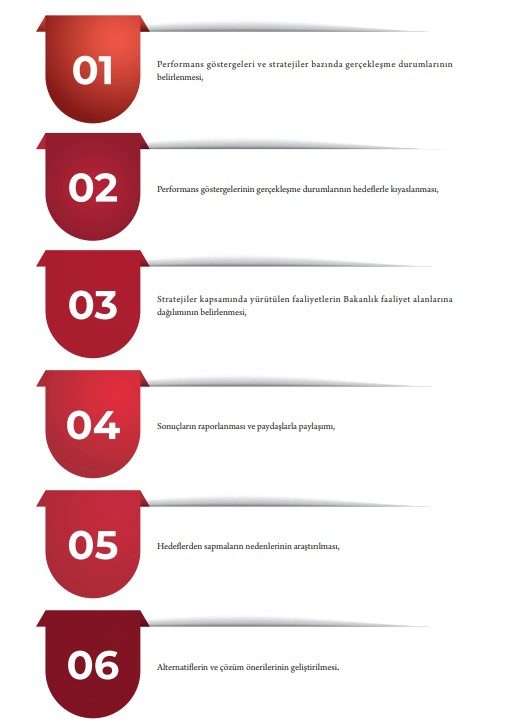 01
Performans göstergeleri ve stratejiler bazında gerçekleşme durumlarının
belirlenmesi,
02
Performans göstergelerinin gerçekleşme durumlarının hedeflerle kıyaslanması,
03
Stratejiler kapsamında yürütülen faaliyetlerin Bakanlık faaliyet alanlarına
dağılımının belirlenmesi,
04
Sonuçların raporlanması ve paydaşlarla paylaşımı,
05
Hedeflerden sapmaların nedenlerinin araştırılması,
06
Alternatiflerin ve çözüm önerilerinin geliştirilmesi.